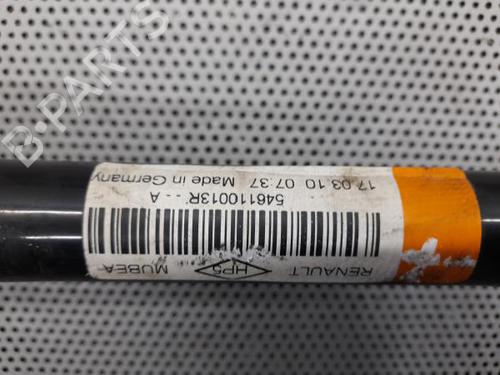 RENAULT HP5 MUBEA
546110013R - - A
17 03 10 07:37 Made in Germany
B-PARTS